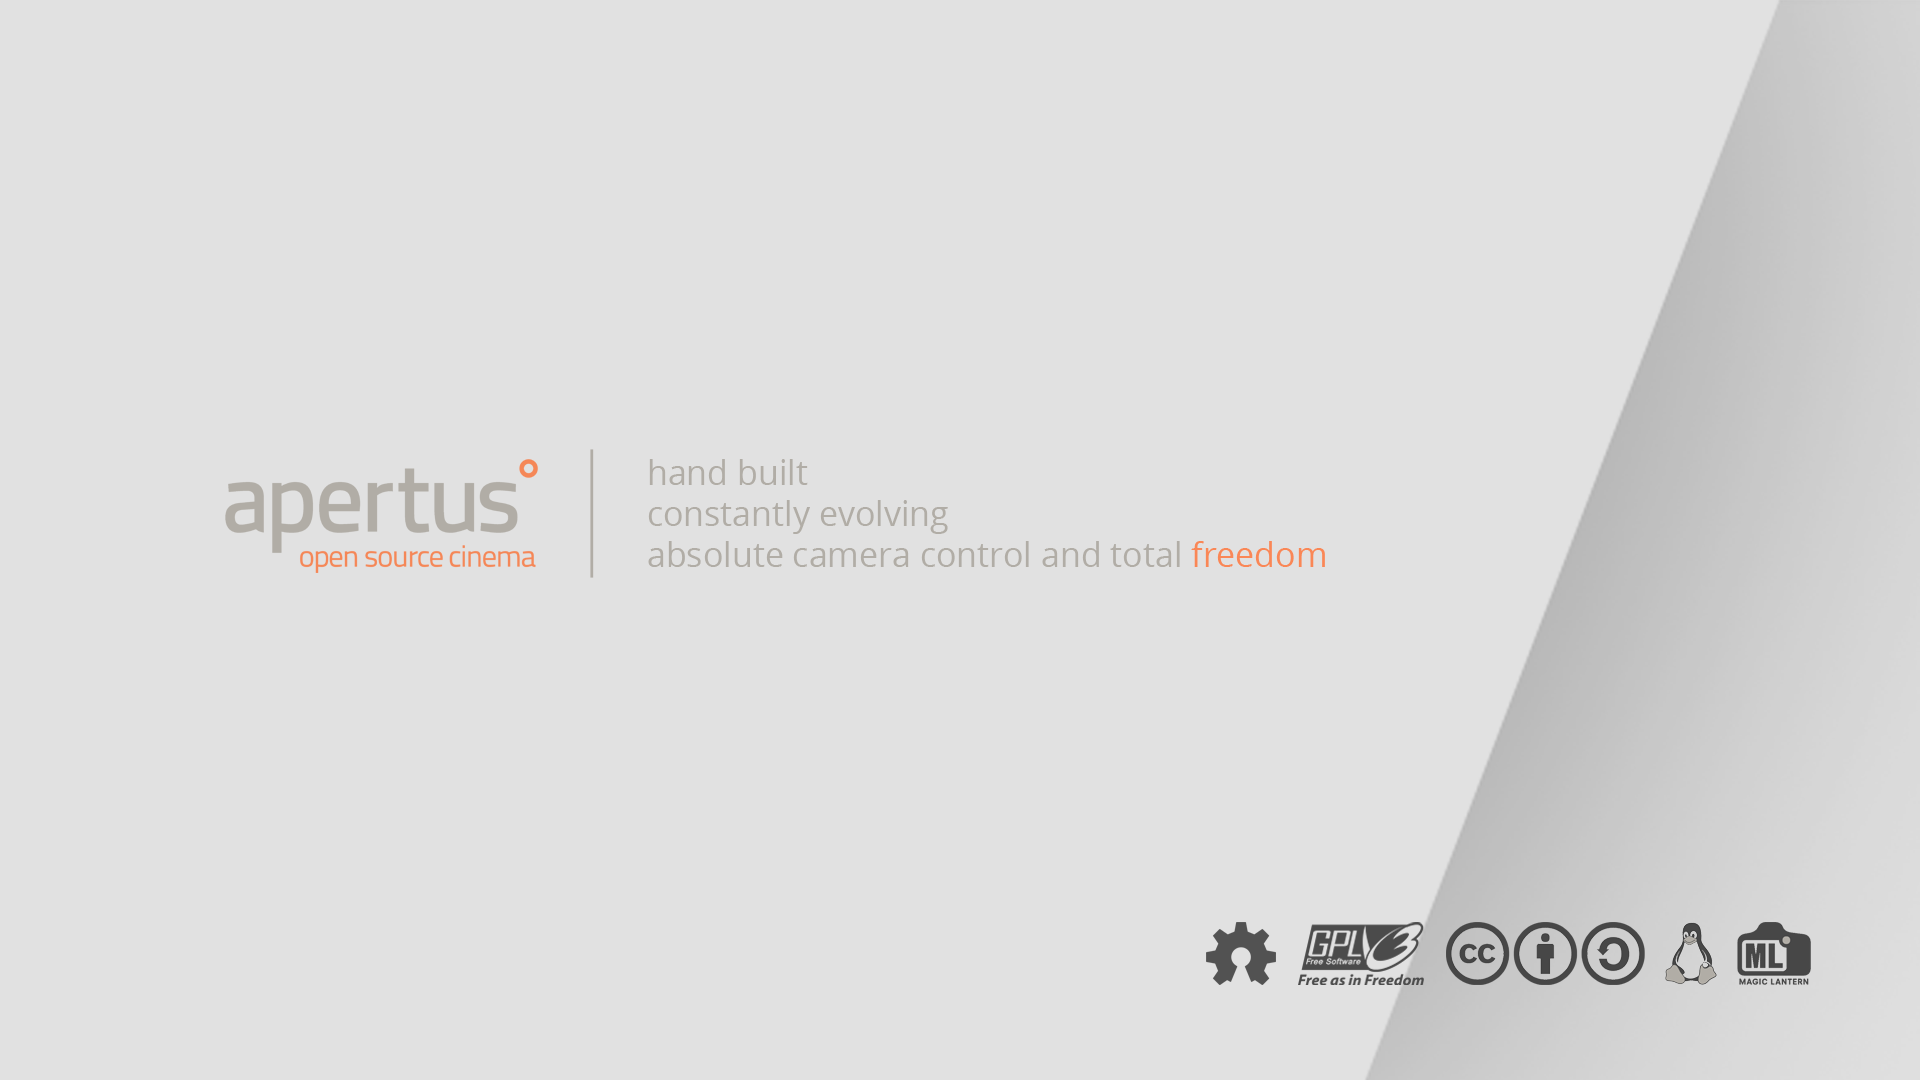 apertus°
open source cinema
hand built
constantly evolving
absolute camera control and total freedom
GPLv3
Free Software
Free as in Freedom
cc
ML
MAGIC LANTERN